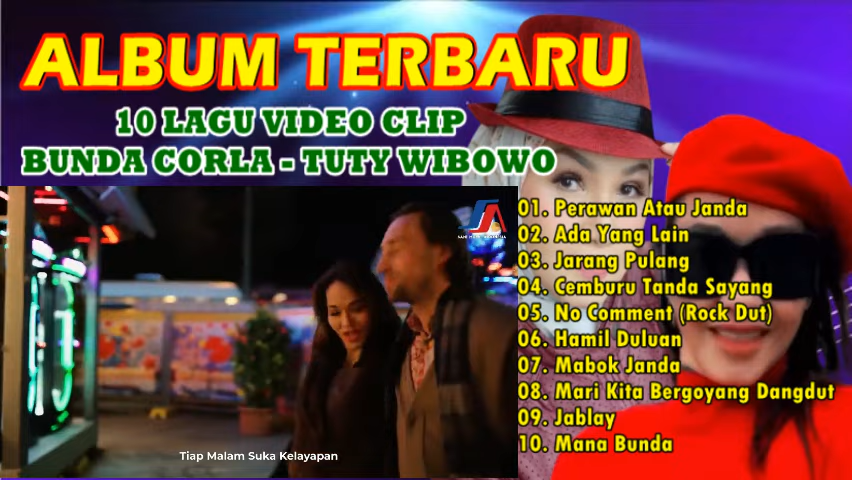 ALBUM TERBARU
10 LAGU VIDEO CLIP
BUNDA CORLA - TUTY WIBOWO
01. Perawan Atau Janda
02. Ada Yang Lain
03. Jarang Pulang
04. Cemburu Tanda Sayang
05. No Comment (Rock Dut)
06. Hamil Duluan
07. Mabok Janda
08. Mari Kita Bergoyang Dangdut
09. Jablay
10. Mana Bunda
Tiap Malam Suka Kelayapan